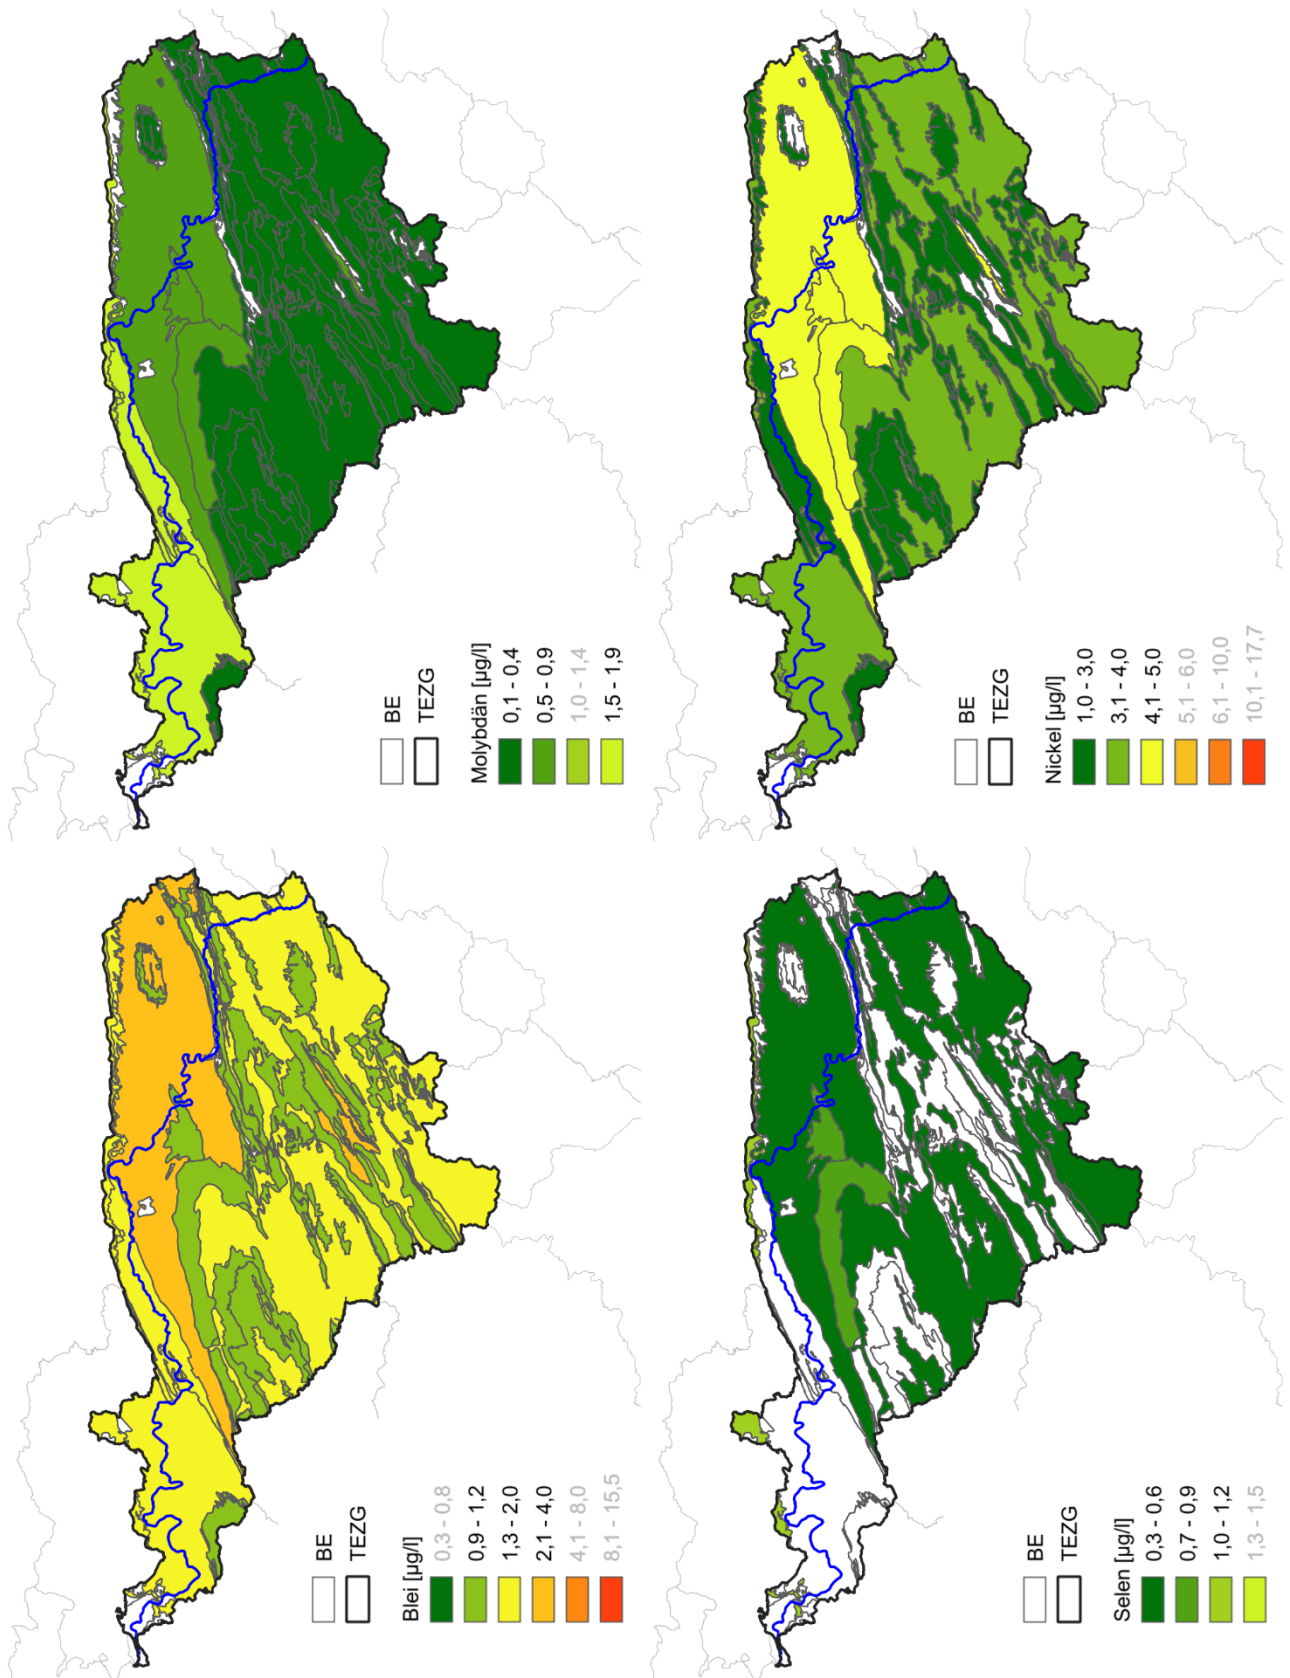 BE
TEZG
Blei [µg/l]
0,3 - 0,8
0,9 - 1,2
1,3 - 2,0
2,1 - 4,0
4,1 - 8,0
8,1 - 15,5
BE
TEZG
Molybdän [µg/l]
0,1 - 0,4
0,5 - 0,9
1,0 - 1,4
1,5 - 1,9
BE
TEZG
Selen [µg/l]
0,3 - 0,6
0,7 - 0,9
1,0 - 1,2
1,3 - 1,5
BE
TEZG
Nickel [µg/l]
1,0 - 3,0
3,1 - 4,0
4,1 - 5,0
5,1 - 6,0
6,1 - 10,0
10,1 - 17,7